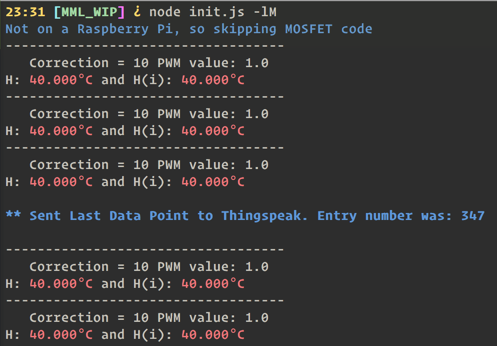 23:31 [MML_WIP] ¿ node init.js -lM
Not on a Raspberry Pi, so skipping MOSFET code
-----------------------------------
   Correction = 10 PWM value: 1.0
H: 40.000°C and H(i): 40.000°C
-----------------------------------
   Correction = 10 PWM value: 1.0
H: 40.000°C and H(i): 40.000°C
-----------------------------------
   Correction = 10 PWM value: 1.0
H: 40.000°C and H(i): 40.000°C

** Sent Last Data Point to Thingspeak. Entry number was: 347

-----------------------------------
   Correction = 10 PWM value: 1.0
H: 40.000°C and H(i): 40.000°C
-----------------------------------
   Correction = 10 PWM value: 1.0
H: 40.000°C and H(i): 40.000°C